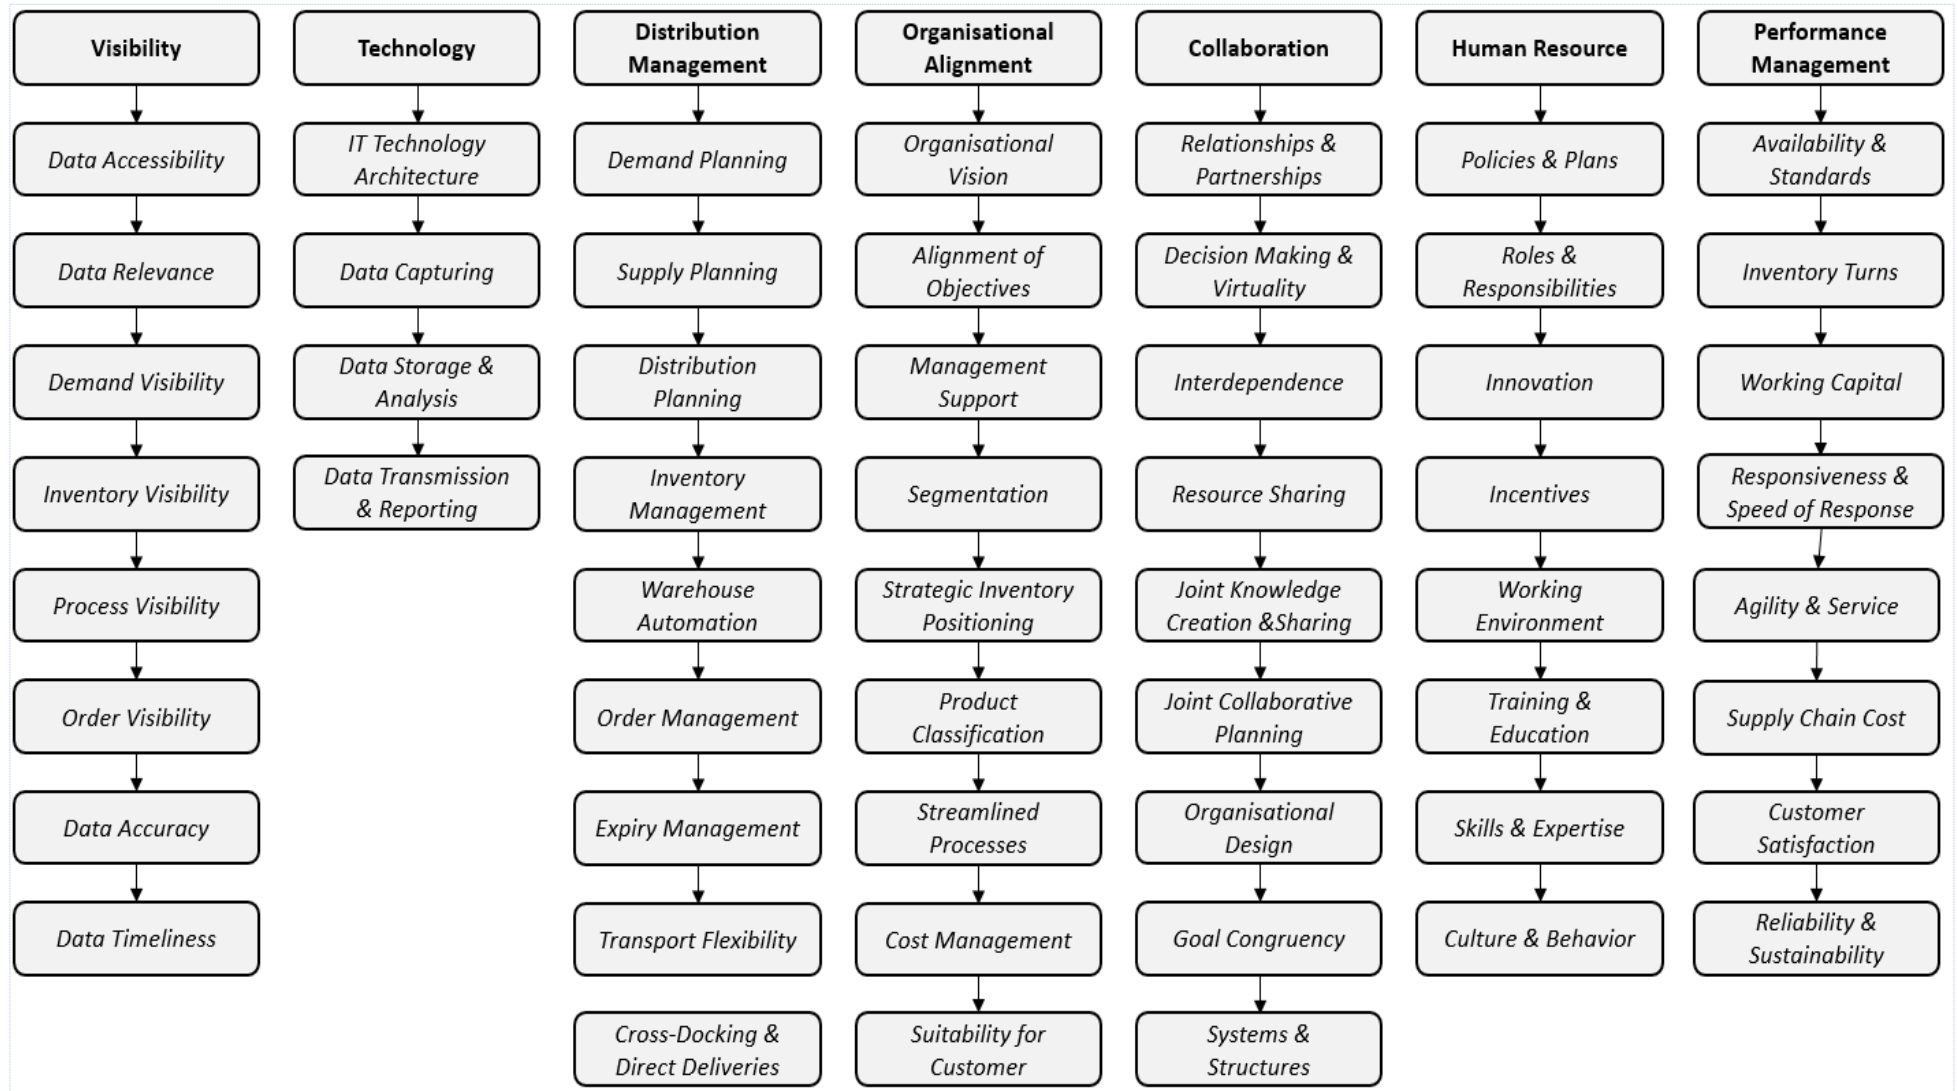 Visibility
Data Accessibility
Data Relevance
Demand Visibility
Inventory Visibility
Process Visibility
Order Visibility
Data Accuracy
Data Timeliness
Technology
IT Technology
Architecture
Data Capturing
Data Storage &
Analysis
Data Transmission
& Reporting
Distribution
Management
Demand Planning
Supply Planning
Distribution
Planning
Inventory
Management
Warehouse
Automation
Order Management
Expiry Management
Transport Flexibility
Cross-Docking &
Direct Deliveries
Organisational
Alignment
Organisational
Vision
Alignment of
Objectives
Management
Support
Segmentation
Strategic Inventory
Positioning
Product
Classification
Streamlined
Processes
Cost Management
Suitability for
Customer
Collaboration
Relationships &
Partnerships
Decision Making &
Virtuality
Interdependence
Resource Sharing
Joint Knowledge
Creation &Sharing
Joint Collaborative
Planning
Organisational
Design
Goal Congruency
Systems &
Structures
Human Resource
Policies & Plans
Roles &
Responsibilities
Innovation
Incentives
Working
Environment
Training &
Education
Skills & Expertise
Culture & Behavior
Performance
Management
Availability &
Standards
Inventory Turns
Working Capital
Responsiveness &
Speed of Response
Agility & Service
Supply Chain Cost
Customer
Satisfaction
Reliability &
Sustainability